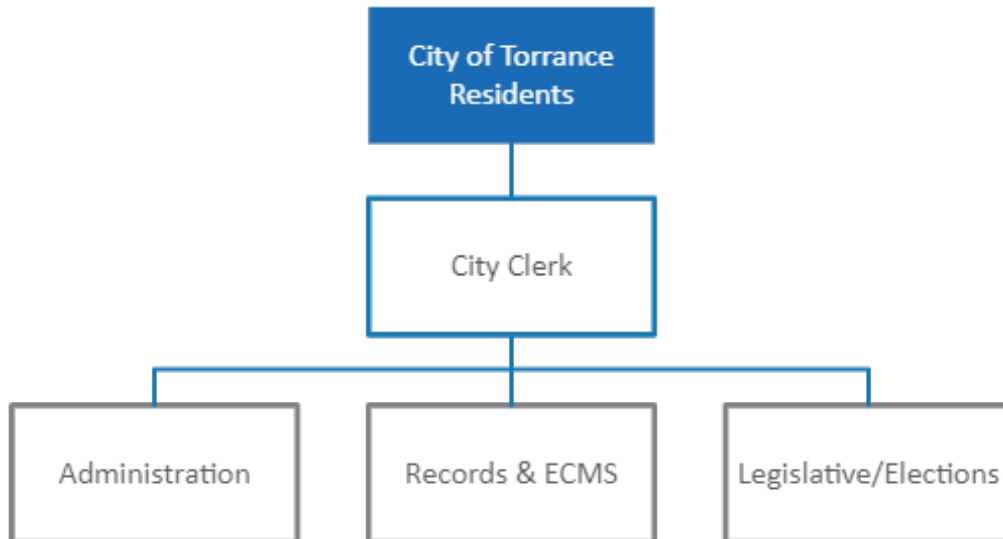 City of Torrance
Residents
City Clerk
Administration
Records & ECMS
Legislative/Elections